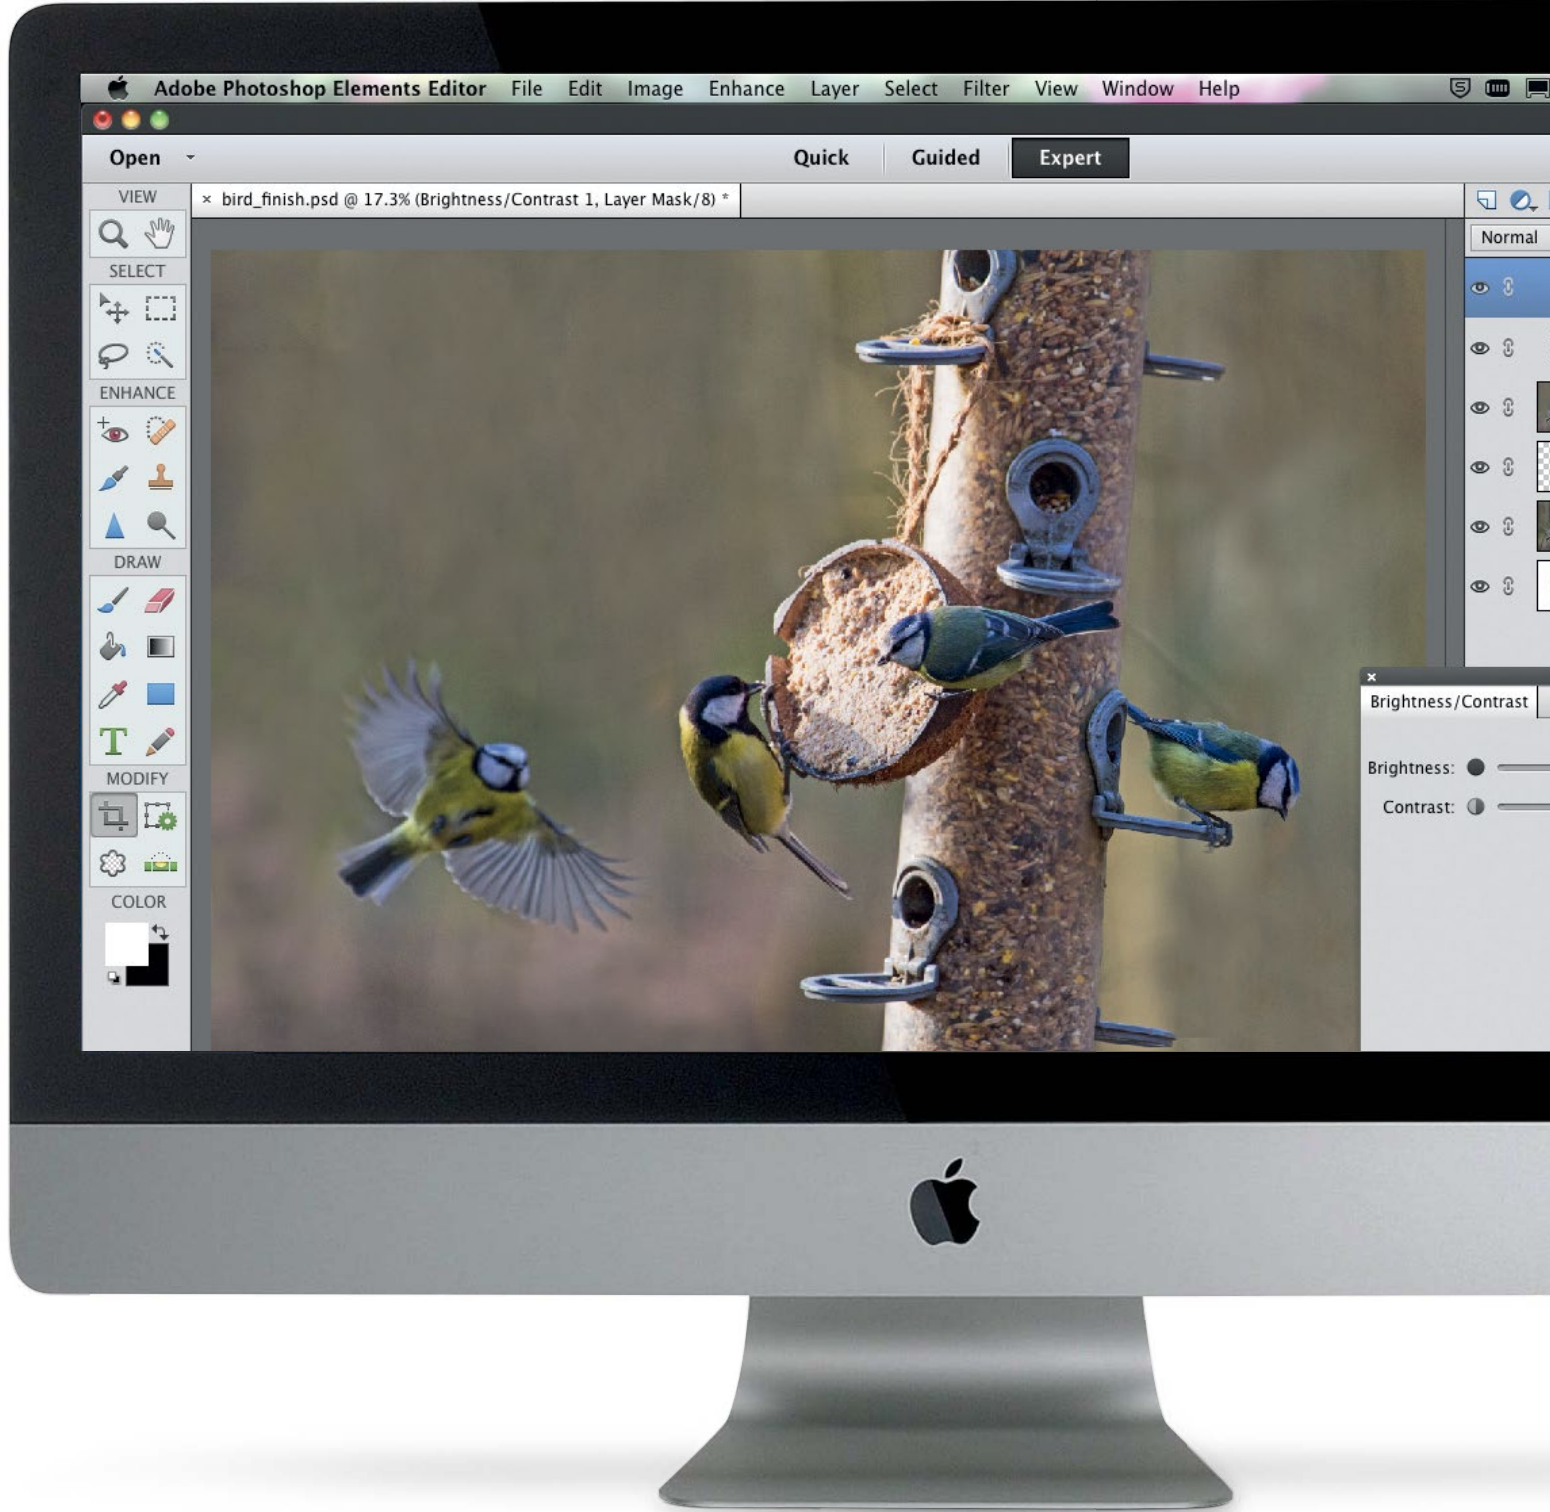 Adobe Photoshop Elements Editor File Edit Image Enhance Layer Select Filter View Window Help
Open Quick Guided Expert
VIEW
× bird_finish.psd @ 17.3% (Brightness/Contrast 1, Layer Mask/8) *
Normal
SELECT
ENHANCE
DRAW
T
MODIFY
COLOR
Brightness/Contrast
Brightness:
Contrast: